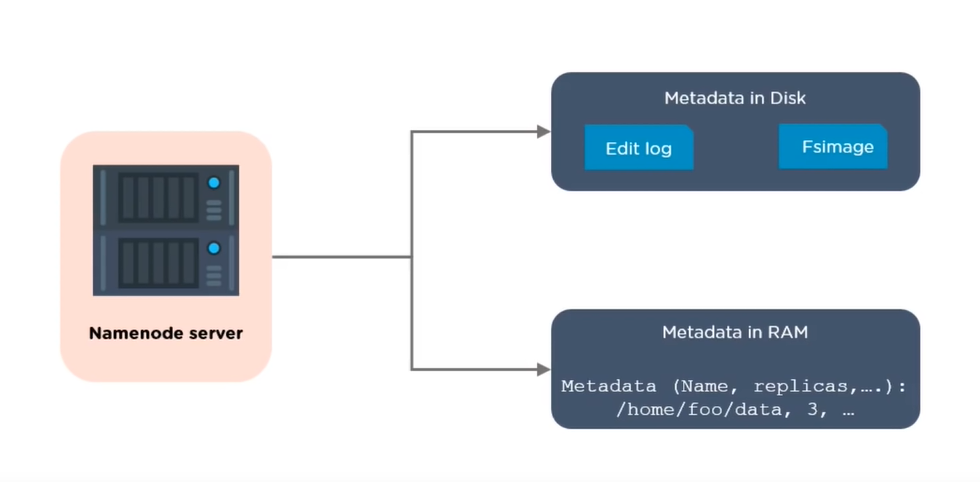 Metadata in Disk
Edit log
Fsimage
Namenode server
Metadata in RAM
Metadata (Name, replicas,….):
/home/foo/data, 3, …